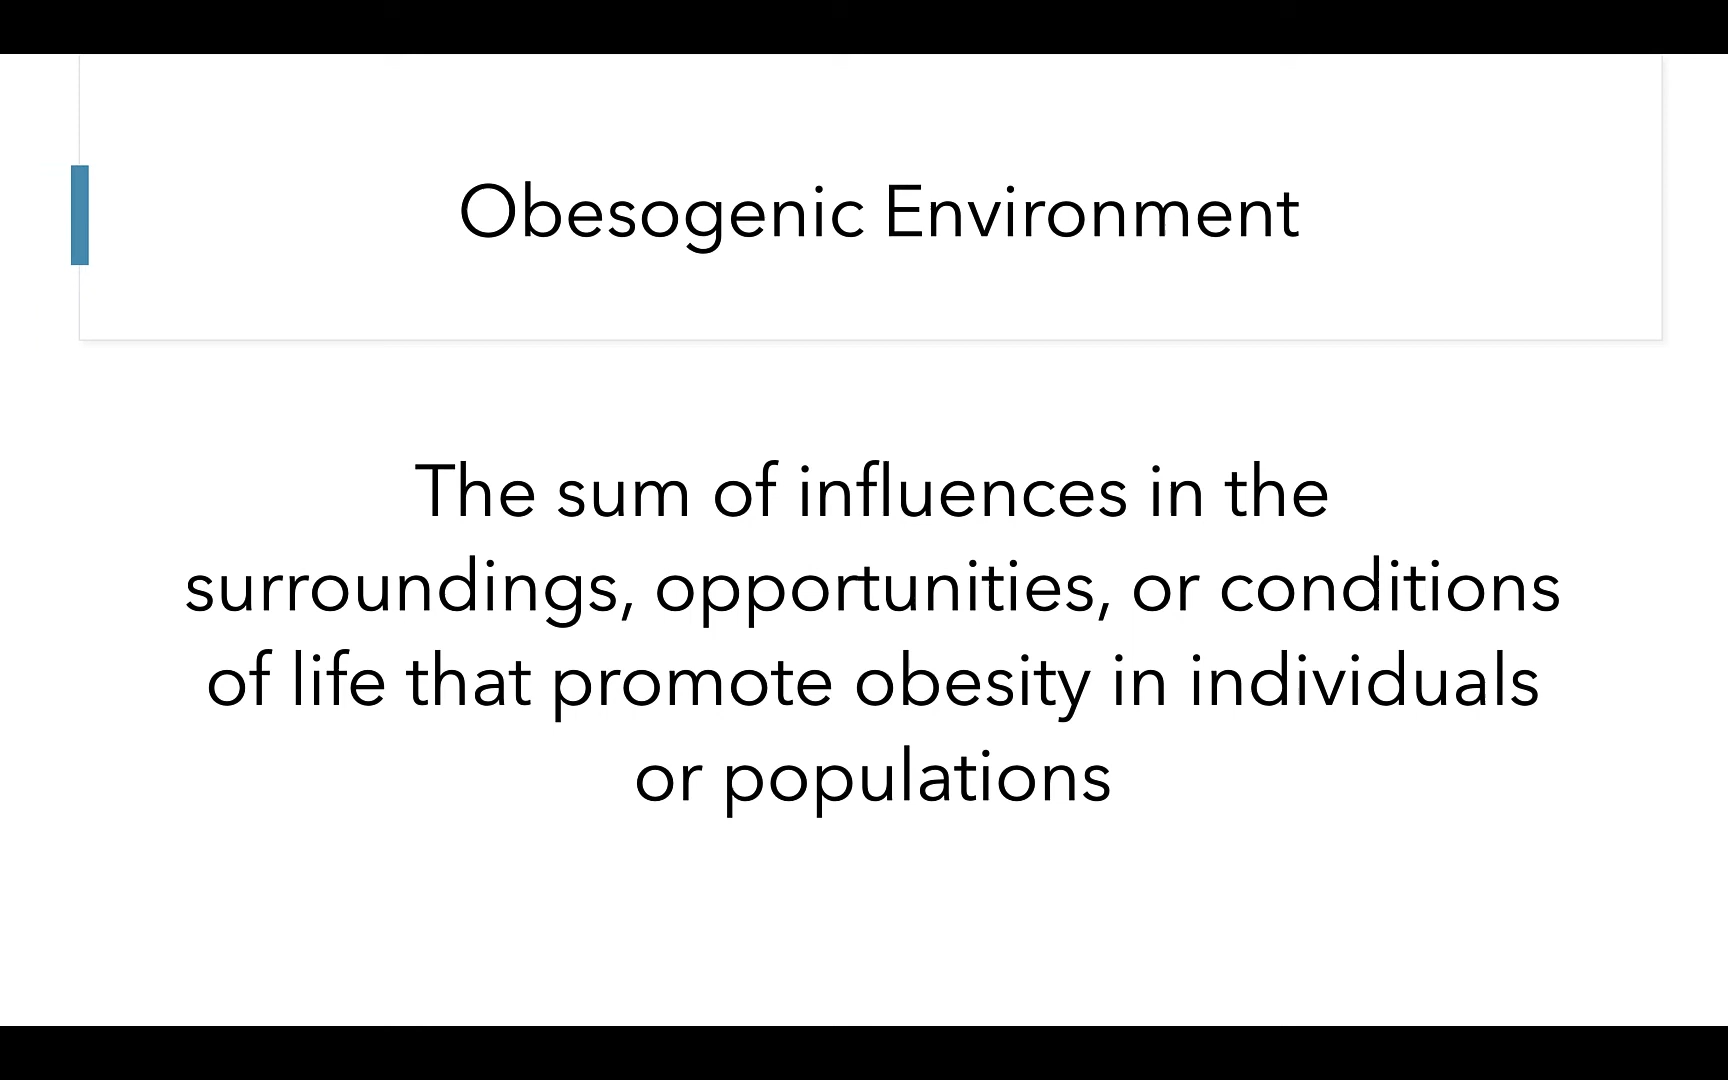 Obesogenic Environment
The sum of influences in the
surroundings, opportunities, or conditions
of life that promote obesity in individuals
or populations